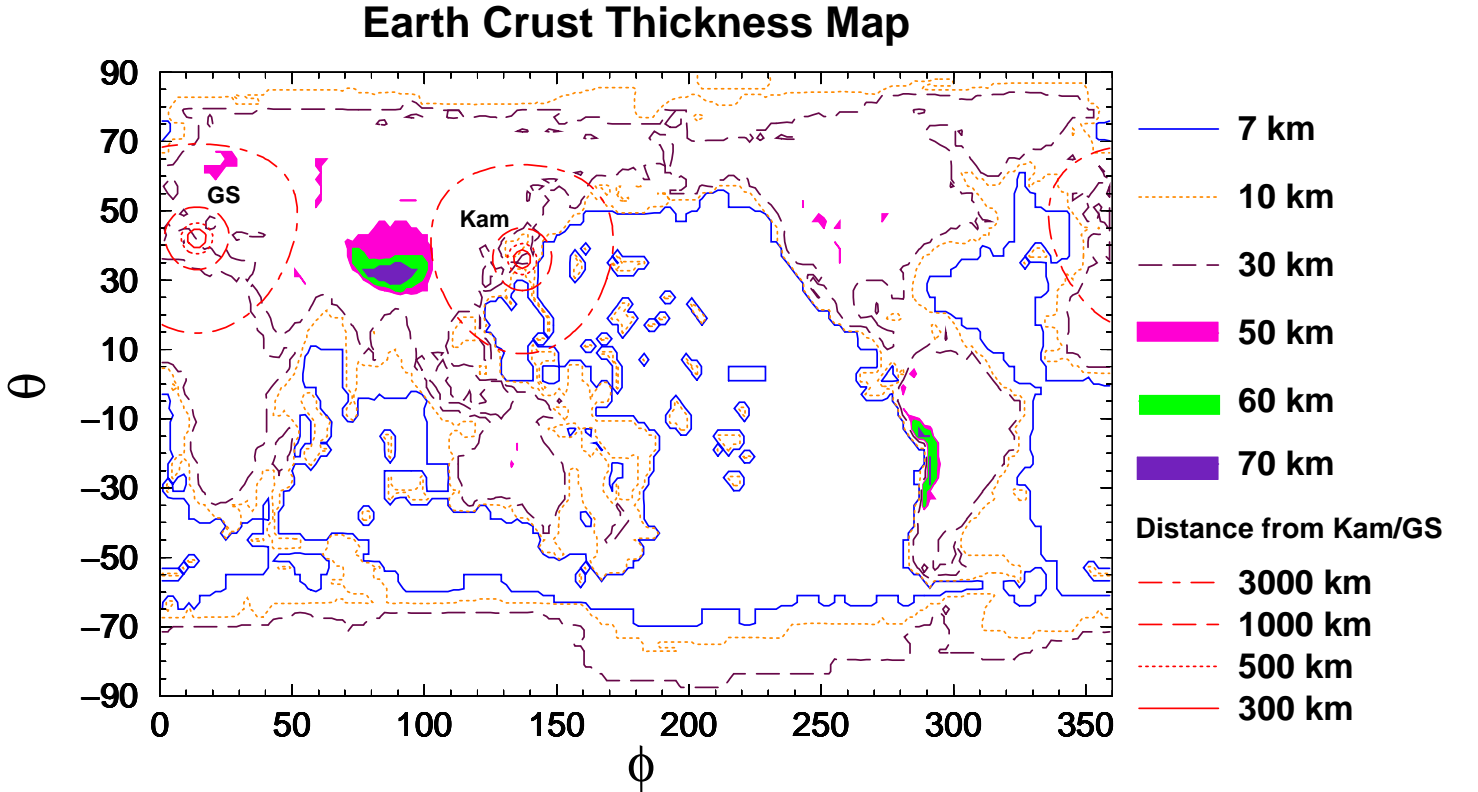 Earth Crust Thickness Map
90
70
50
30
10
−10
−30
−50
−70
−90
θ
0 50 100 150 200 250 300 350
ϕ
GS
Kam
7 km
10 km
30 km
50 km
60 km
70 km
Distance from Kam/GS
3000 km
1000 km
500 km
300 km